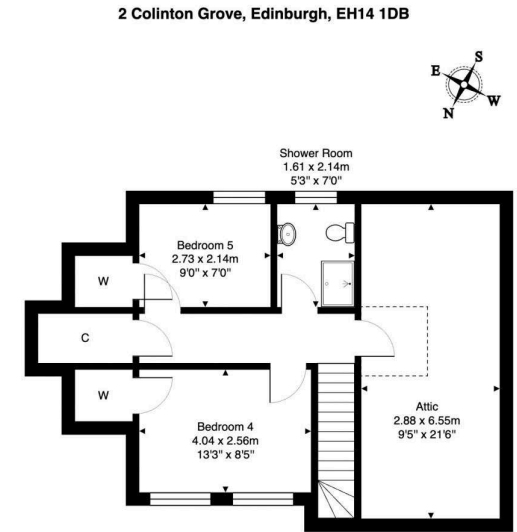 2 Colinton Grove, Edinburgh, EH14 1DB
S
E
W
N
Shower Room
1.61 x 2.14m
5'3" x 7'0"
Bedroom 5
2.73 x 2.14m
9'0" x 7'0"
W
C
W
Bedroom 4
4.04 x 2.56m
13'3" x 8'5"
Attic
2.88 x 6.55m
9'5" x 21'6"